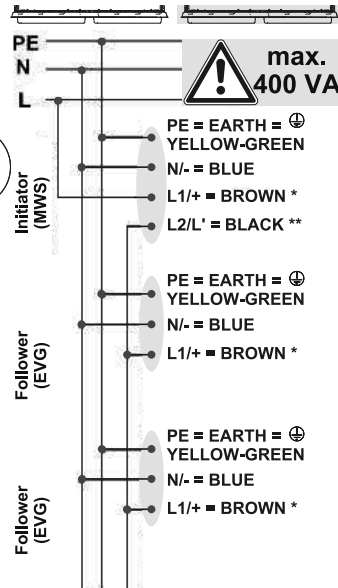 PE
N
L
max.
400 VA
Initiator
(MWS)
PE = EARTH = ⏚
YELLOW-GREEN
N/- = BLUE
L1/+ = BROWN *
L2/L' = BLACK **
Follower
(EVG)
PE = EARTH = ⏚
YELLOW-GREEN
N/- = BLUE
L1/+ = BROWN *
Follower
(EVG)
PE = EARTH = ⏚
YELLOW-GREEN
N/- = BLUE
L1/+ = BROWN *